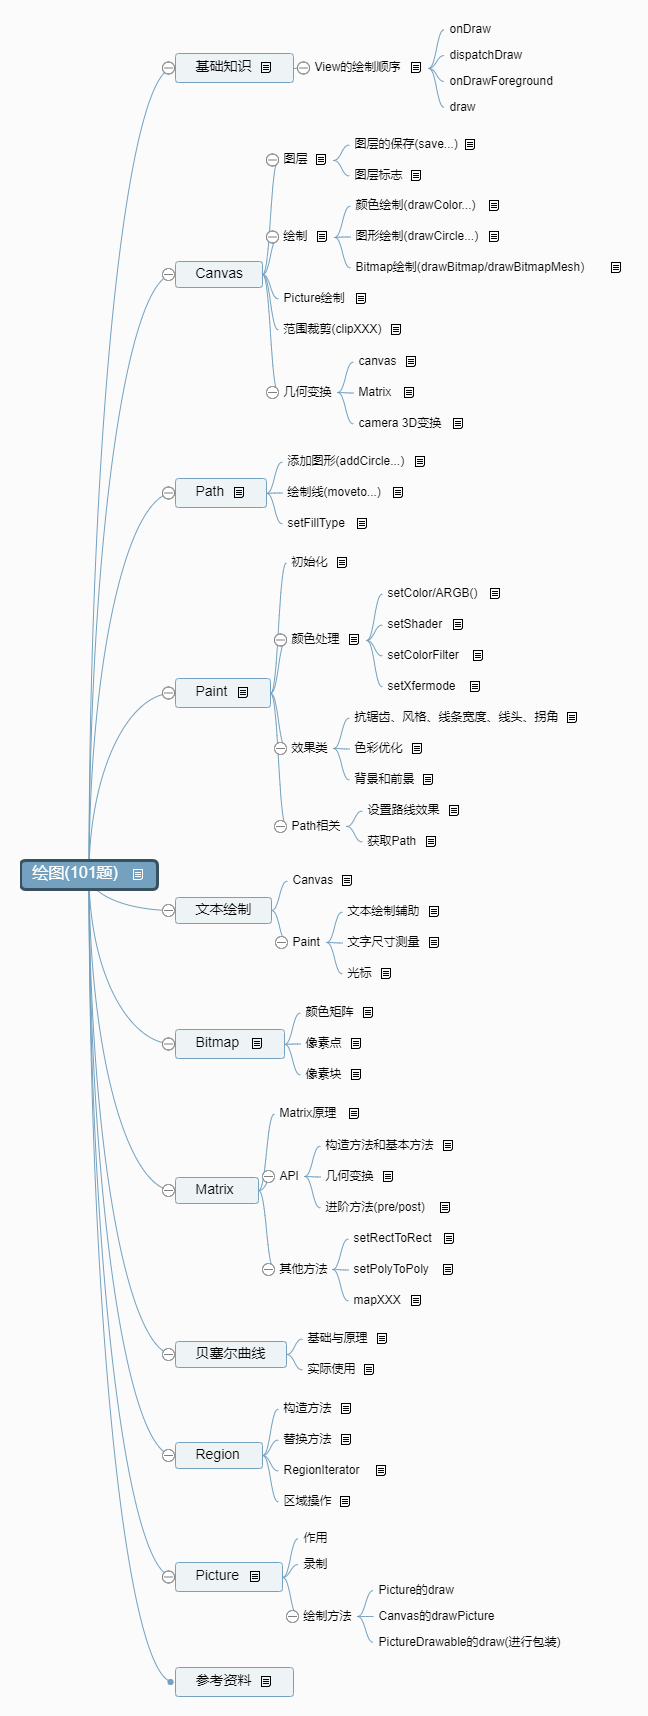 绘图(101题)
基础知识
View的绘制顺序
onDraw
dispatchDraw
onDrawForeground
draw
Canvas
图层
图层的保存(save...)
图层标志
绘制
颜色绘制(drawColor...)
图形绘制(drawCircle...)
Bitmap绘制(drawBitmap/drawBitmapMesh)
Picture绘制
范围裁剪(clipXXX)
几何变换
canvas
Matrix
camera 3D变换
Path
添加图形(addCircle...)
绘制线(moveto...)
setFillType
Paint
初始化
颜色处理
setColor/ARGB()
setShader
setColorFilter
setXfermode
效果类
抗锯齿、风格、线条宽度、线头、拐角
色彩优化
背景和前景
Path相关
设置路线效果
获取Path
文本绘制
Canvas
Paint
文本绘制辅助
文字尺寸测量
光标
Bitmap
颜色矩阵
像素点
像素块
Matrix
Matrix原理
API
构造方法和基本方法
几何变换
进阶方法(pre/post)
其他方法
setRectToRect
setPolyToPoly
mapXXX
贝塞尔曲线
基础与原理
实际使用
Region
构造方法
替换方法
RegionIterator
区域操作
Picture
作用
录制
绘制方法
Picture的draw
Canvas的drawPicture
PictureDrawable的draw(进行包装)
参考资料